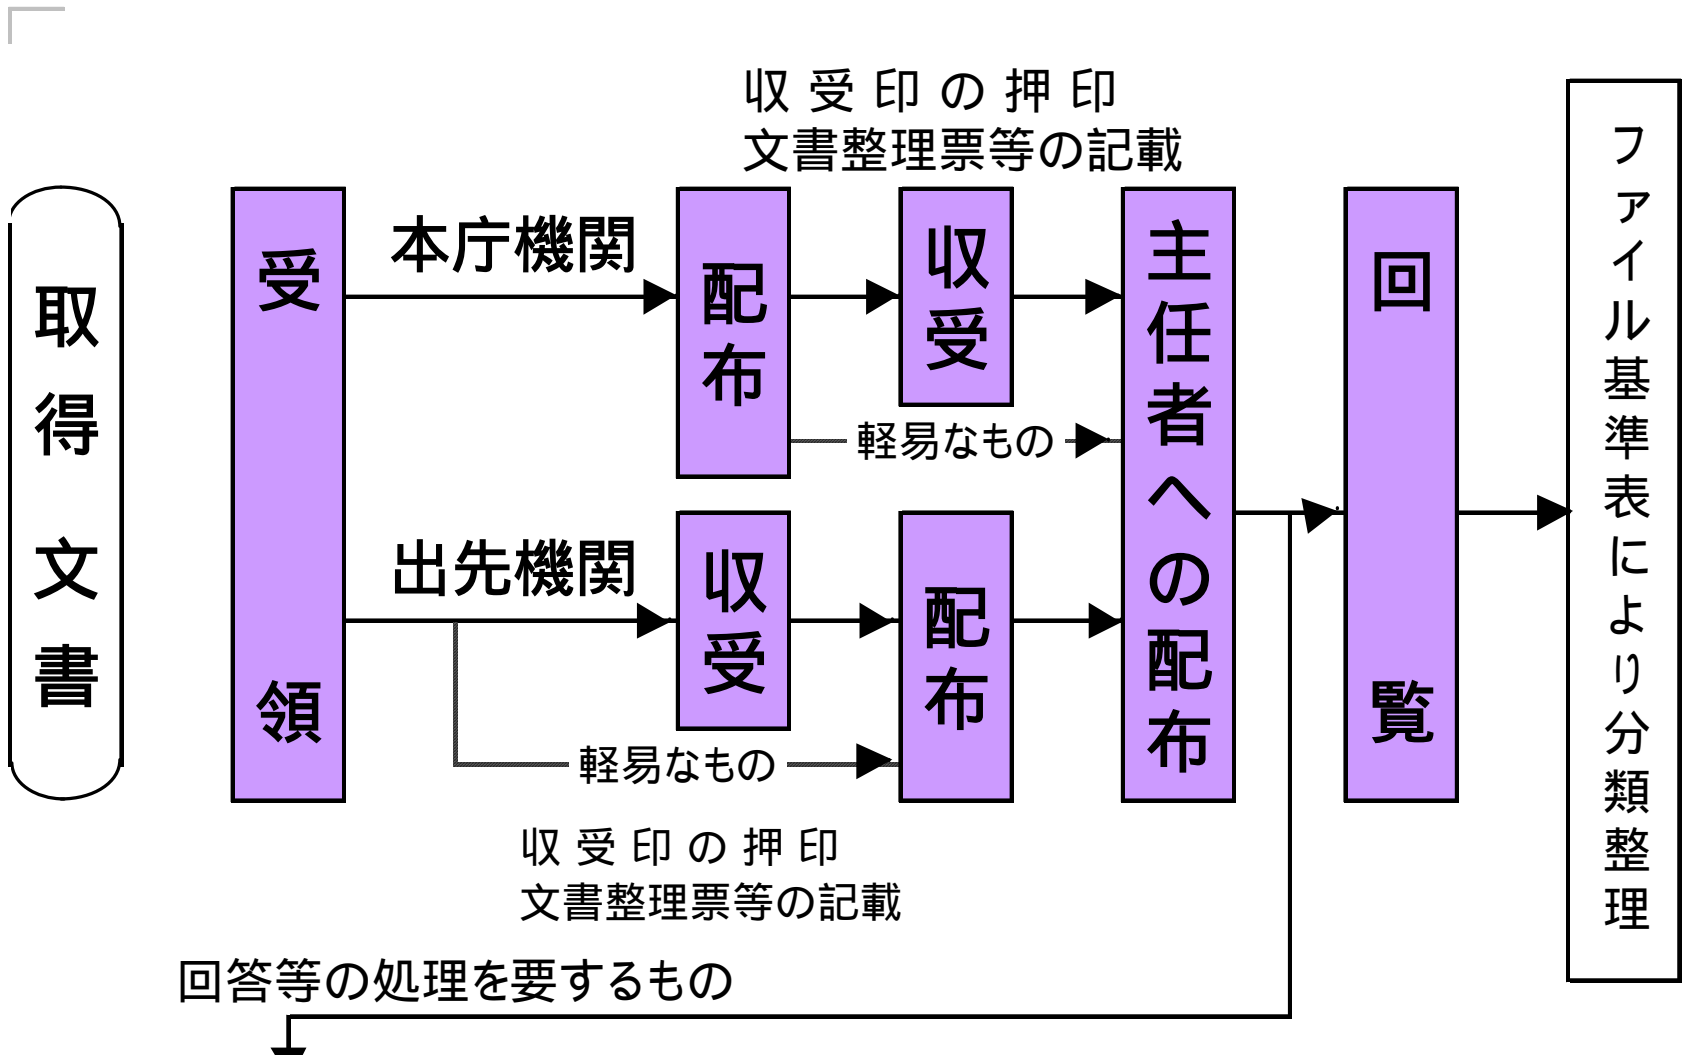 収受印の押印
文書整理票等の記載
取得文書
受領
本庁機関
配布
収受
軽易なもの
出先機関
収受
配布
軽易なもの
主任者への配布
回覧
ファイル基準表により分類整理
収受印の押印
文書整理票等の記載
回答等の処理を要するもの